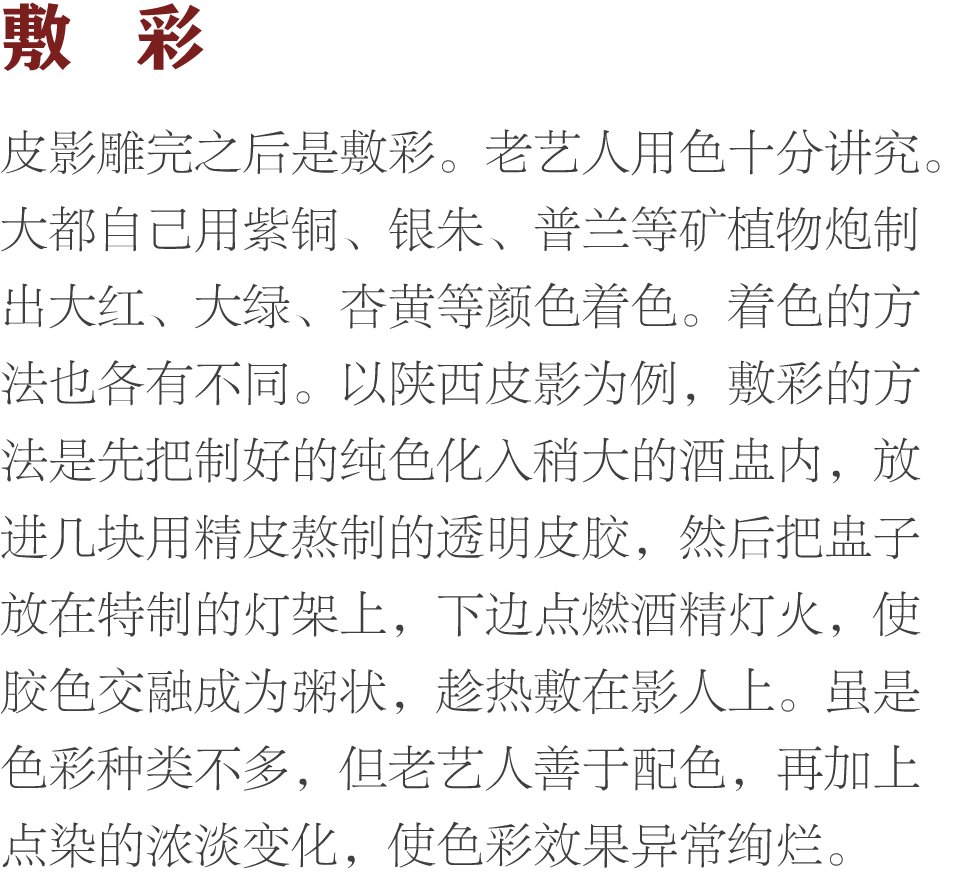 敷 彩
皮影雕完之后是敷彩。老艺人用色十分讲究。
大都自己用紫铜、银朱、普兰等矿植物炮制
出大红、大绿、杏黄等颜色着色。着色的方
法也各有不同。以陕西皮影为例，敷彩的方
法是先把制好的纯色化入稍大的酒盅内，放
进几块用精皮熬制的透明皮胶，然后把盅子
放在特制的灯架上，下边点燃酒精灯火，使
胶色交融成为粥状，趁热敷在影人上。虽是
色彩种类不多，但老艺人善于配色，再加上
点染的浓淡变化，使色彩效果异常绚烂。